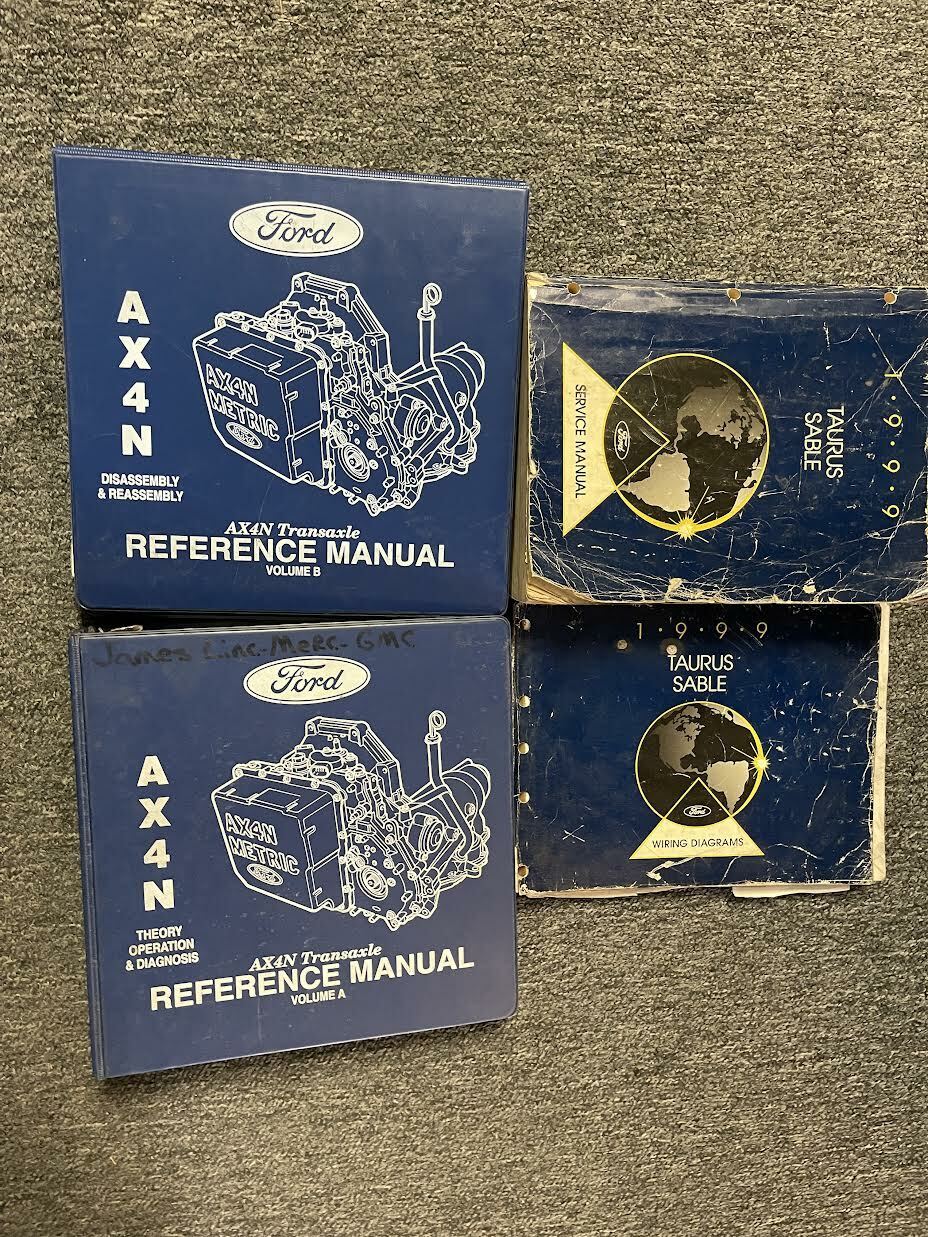 Ford
A
X
4
N
DISASSEMBLY
& REASSEMBLY
AX4N
METRIC
Ford
AX4N Transaxle
REFERENCE MANUAL
VOLUME B
1·9·9·9
TAURUS
SABLE
Ford
SERVICE MANUAL
James Linc.-Merc.-GMC
Ford
A
X
4
N
THEORY
OPERATION
& DIAGNOSIS
AX4N
METRIC
Ford
AX4N Transaxle
REFERENCE MANUAL
VOLUME A
1·9·9·9
TAURUS
SABLE
Ford
WIRING DIAGRAMS